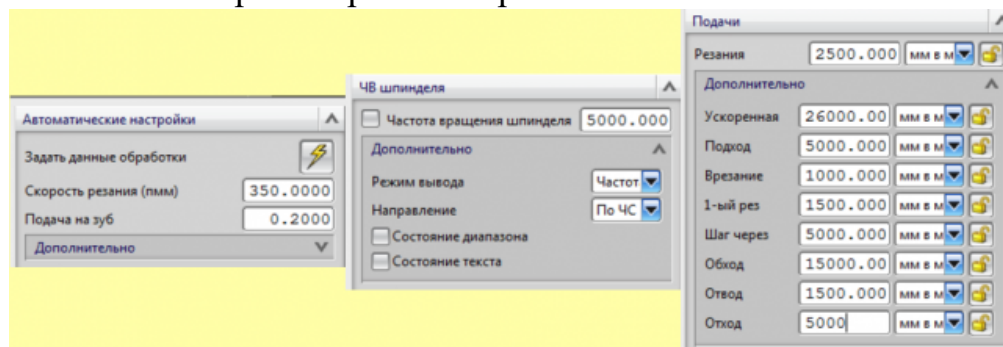 Автоматические настройки
Задать данные обработки
Скорость резания (пмм) 350.0000
Подача на зуб 0.2000
Дополнительно
ЧВ шпинделя
Частота вращения шпинделя 5000.000
Дополнительно
Режим вывода Частот
Направление По ЧС
Состояние диапазона
Состояние текста
Подачи
Резания 2500.000 мм в м
Дополнительно
Ускоренная 26000.00 мм в м
Подход 5000.000 мм в м
Врезание 1000.000 мм в м
1-ый рез 1500.000 мм в м
Шаг через 5000.000 мм в м
Обход 15000.00 мм в м
Отвод 1500.000 мм в м
Отход 5000 мм в м